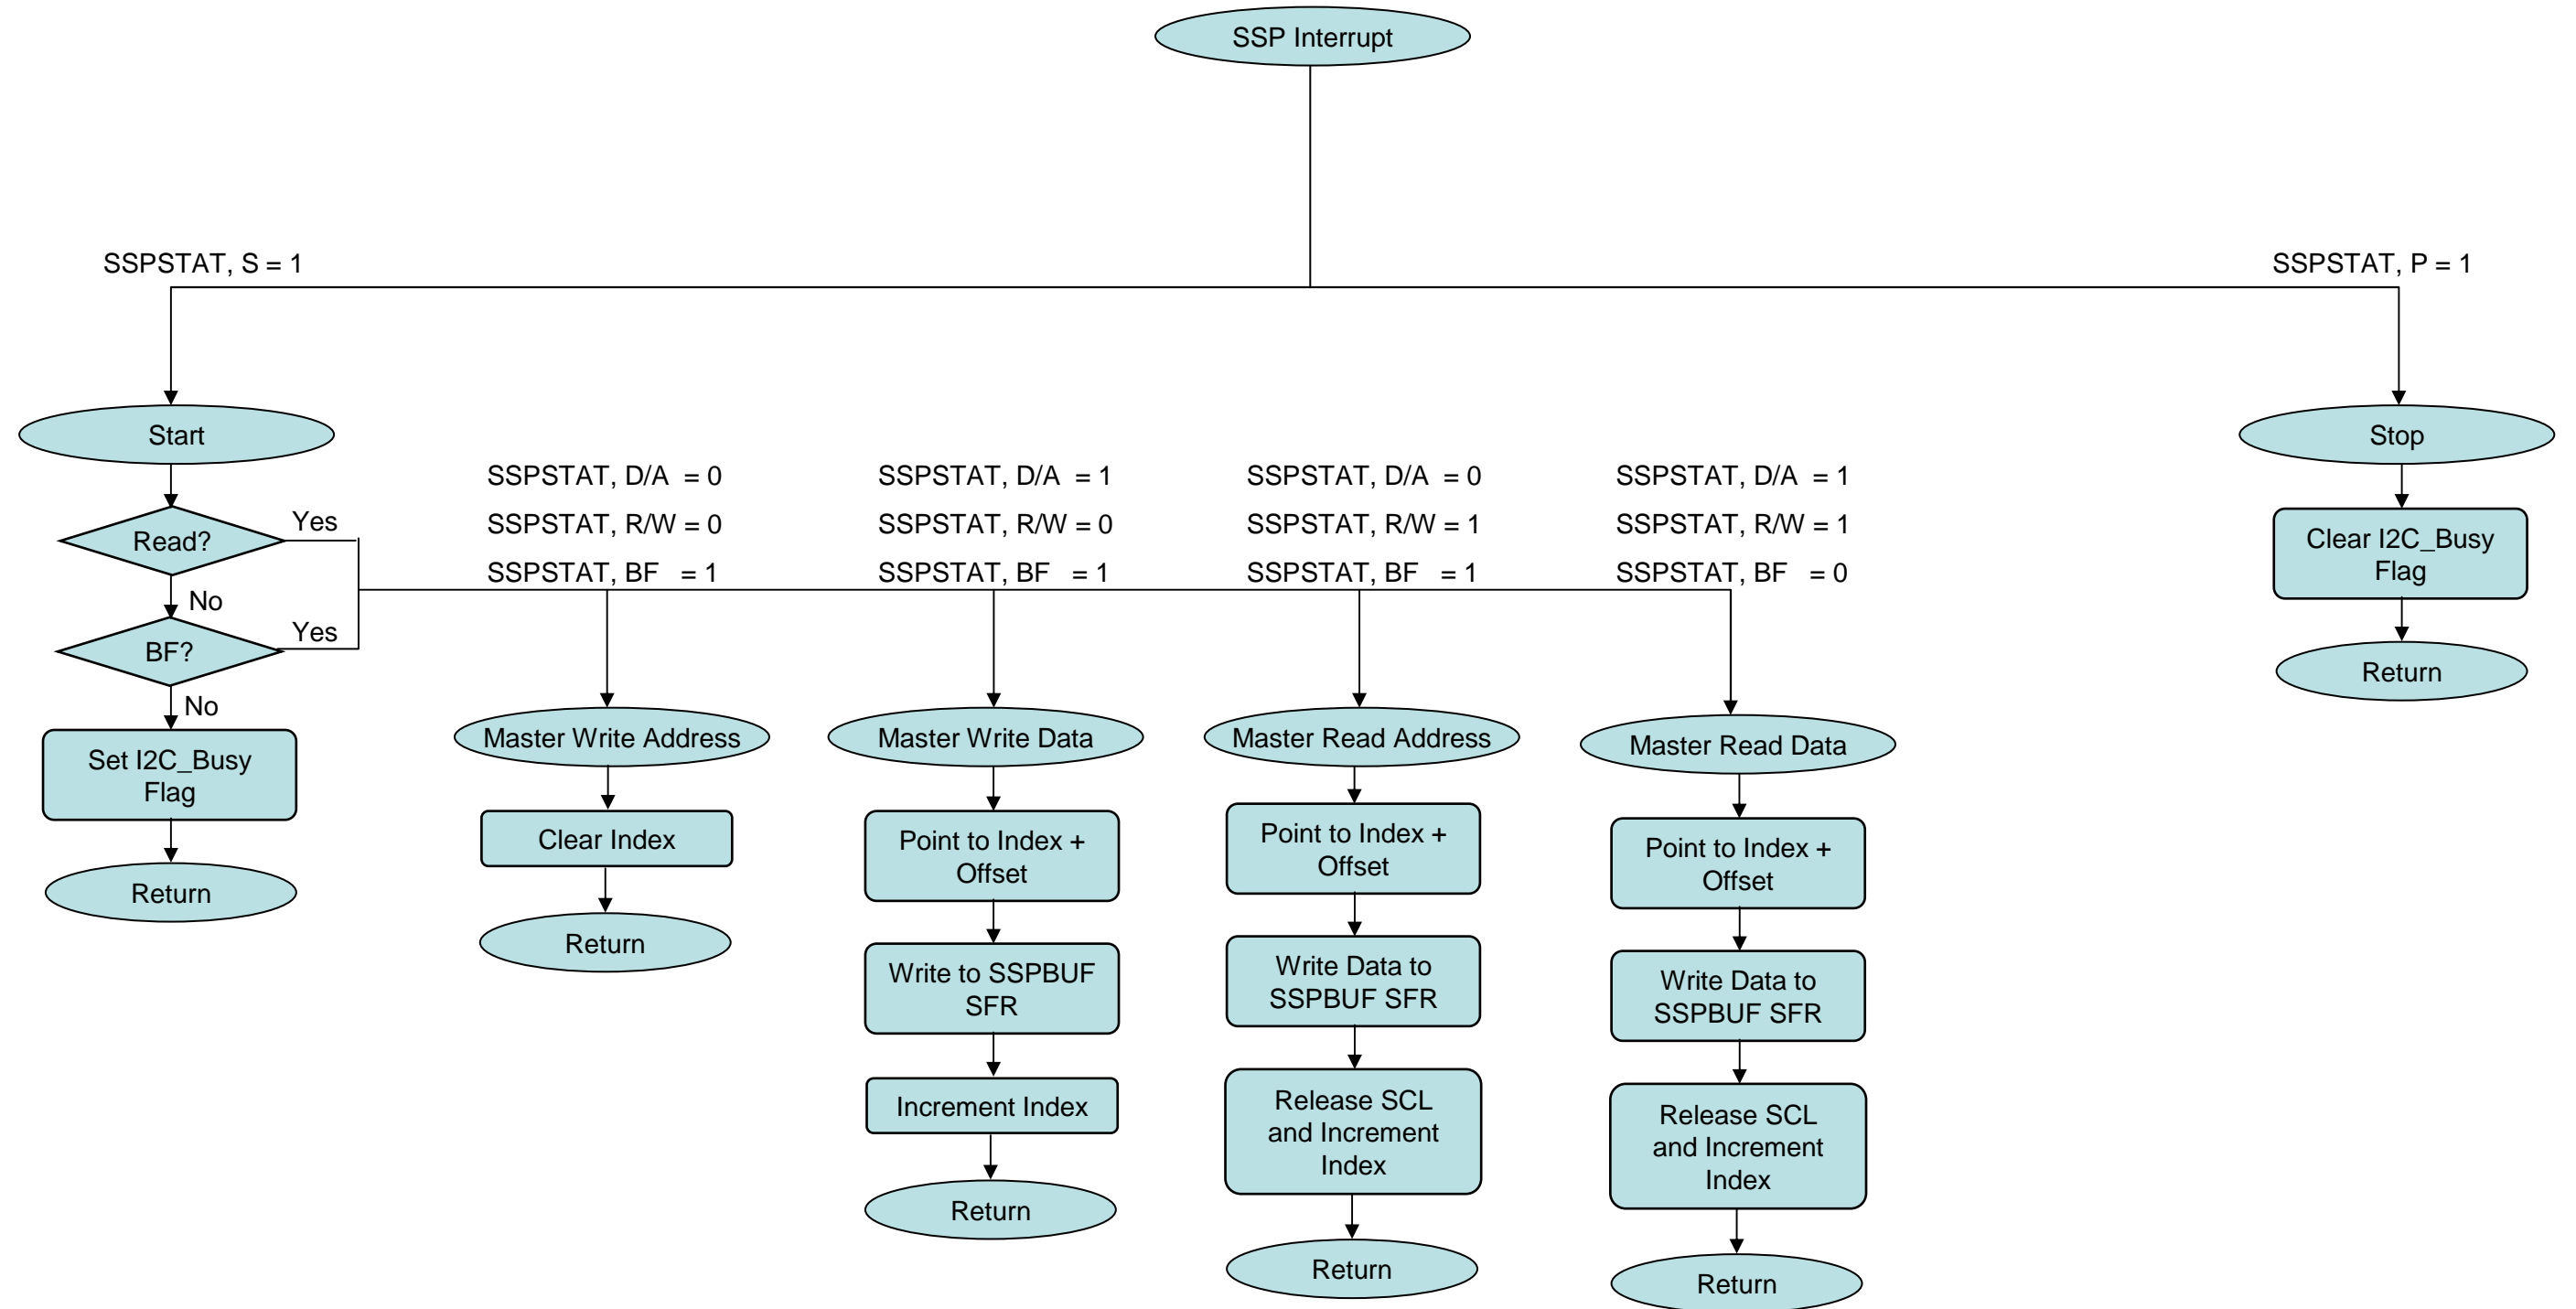 SSP Interrupt
SSPSTAT, S = 1
SSPSTAT, P = 1
Start
Read?
Yes
No
BF?
Yes
No
Set I2C_Busy
Flag
Return
SSPSTAT, D/A = 0
SSPSTAT, R/W = 0
SSPSTAT, BF = 1
Master Write Address
Clear Index
Return
SSPSTAT, D/A = 1
SSPSTAT, R/W = 0
SSPSTAT, BF = 1
Master Write Data
Point to Index +
Offset
Write to SSPBUF
SFR
Increment Index
Return
SSPSTAT, D/A = 0
SSPSTAT, R/W = 1
SSPSTAT, BF = 1
Master Read Address
Point to Index +
Offset
Write Data to
SSPBUF SFR
Release SCL
and Increment
Index
Return
SSPSTAT, D/A = 1
SSPSTAT, R/W = 1
SSPSTAT, BF = 0
Master Read Data
Point to Index +
Offset
Write Data to
SSPBUF SFR
Release SCL
and Increment
Index
Return
Stop
Clear I2C_Busy
Flag
Return